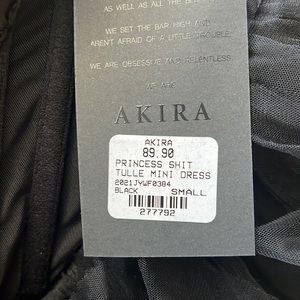 AS WELL AS ALL THE
WE SET THE BAR HIGH AND
ARENT AFRAID OF A LITTLE TROUBLE.
WE ARE OBSESSIVE AND RELENTLESS.
WE ARE
AKIRA
AKIRA
89.90
PRINCESS SHIT
TULLE MINI DRESS
2021JYWF0384
BLACK SMALL
277792